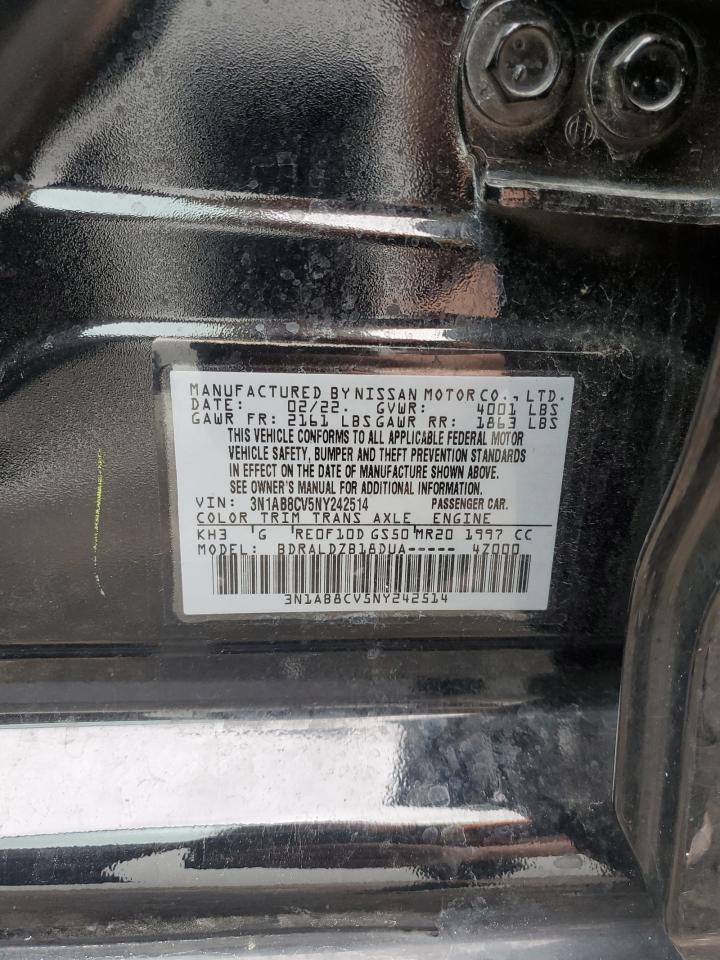 8
MANUFACTURED BY NISSAN MOTOR CO., LTD.
DATE: 02/22. GVWR: 4001 LBS
GAWR FR: 2161 LBS GAWR RR: 1863 LBS
THIS VEHICLE CONFORMS TO ALL APPLICABLE FEDERAL MOTOR
VEHICLE SAFETY, BUMPER AND THEFT PREVENTION STANDARDS
IN EFFECT ON THE DATE OF MANUFACTURE SHOWN ABOVE.
SEE OWNER'S MANUAL FOR ADDITIONAL INFORMATION.
VIN: 3N1AB8CV5NY242514 PASSENGER CAR.
COLOR TRIM TRANS AXLE ENGINE
KH3 'G 'RE0F10D GS50 MR20 1997 CC
MODEL: BDRALDZB18DUA----- 4Z000
3N1AB8CV5NY242514